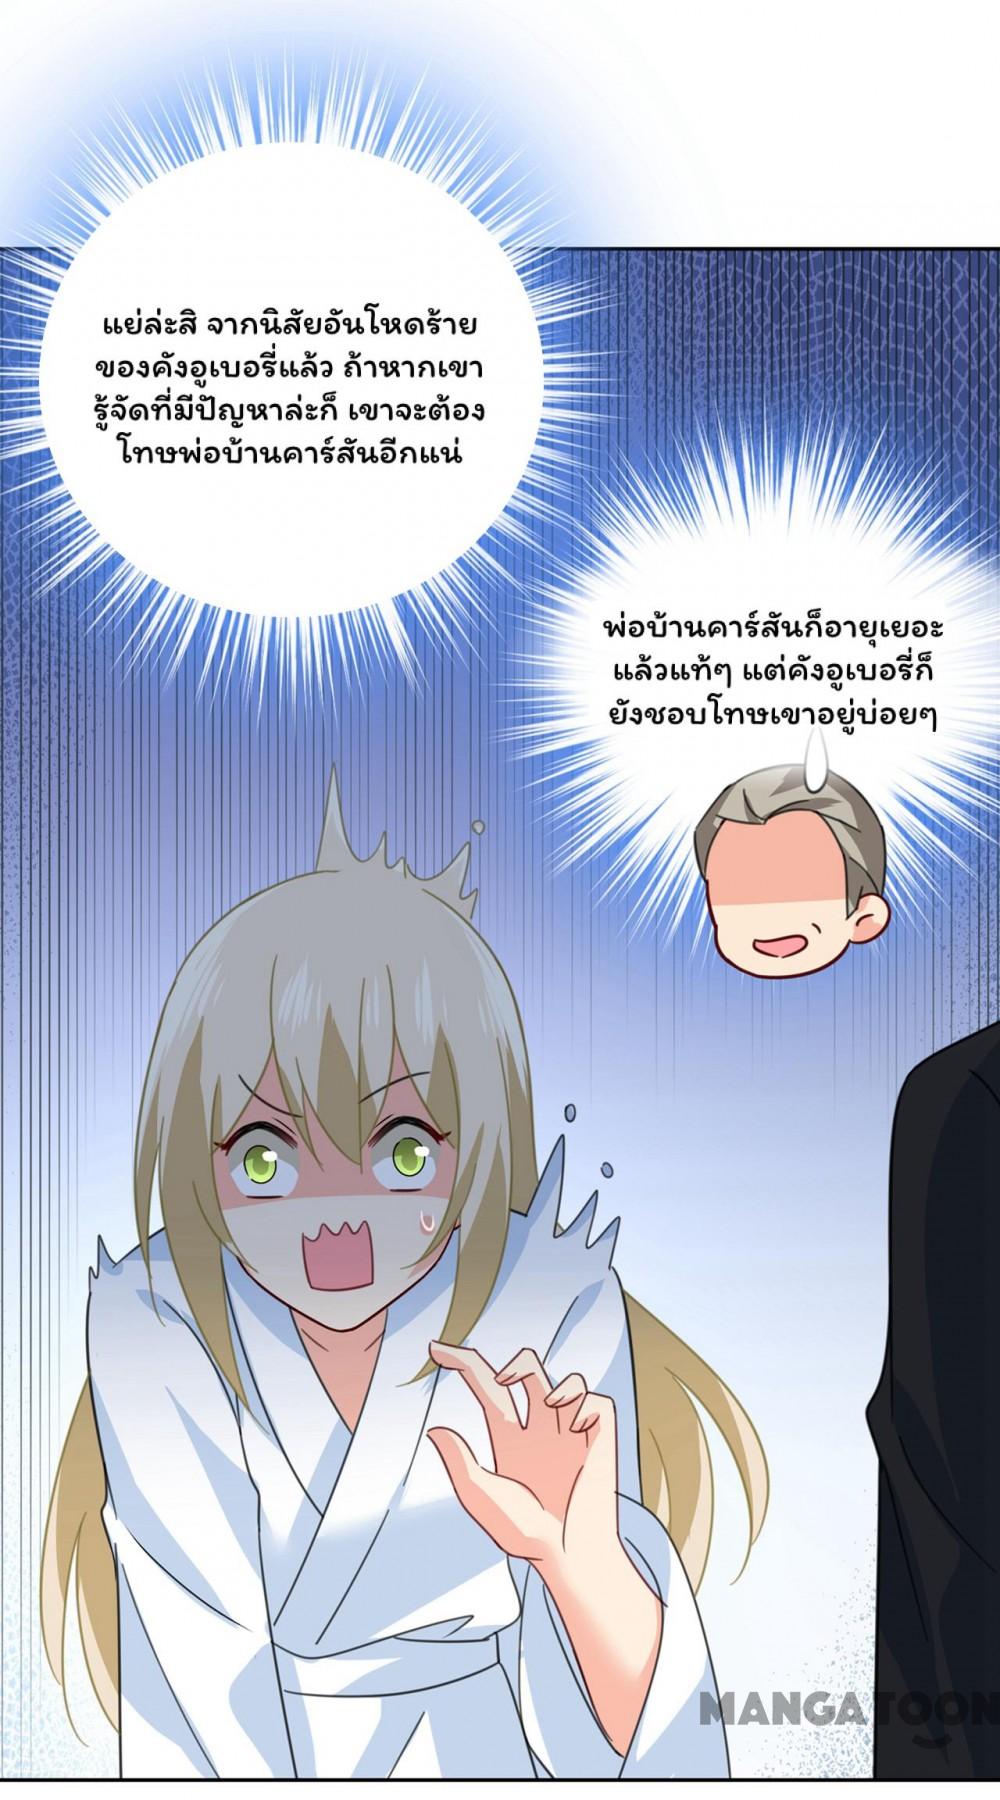 แย่ล่ะสิ จากนิสัยอันโหดร้าย
ของคังอูเบอรี่แล้ว ถ้าหากเขา
รู้จัดที่มีปัญหาล่ะก็ เขาจะต้อง
โทษพ่อบ้านคาร์สันอีกแน่
พ่อบ้านคาร์สันก็อายุเยอะ
แล้วแท้ๆ แต่คังอูเบอรี่ก็
ยังชอบโทษเขาอยู่บ่อยๆ
MANGATOON